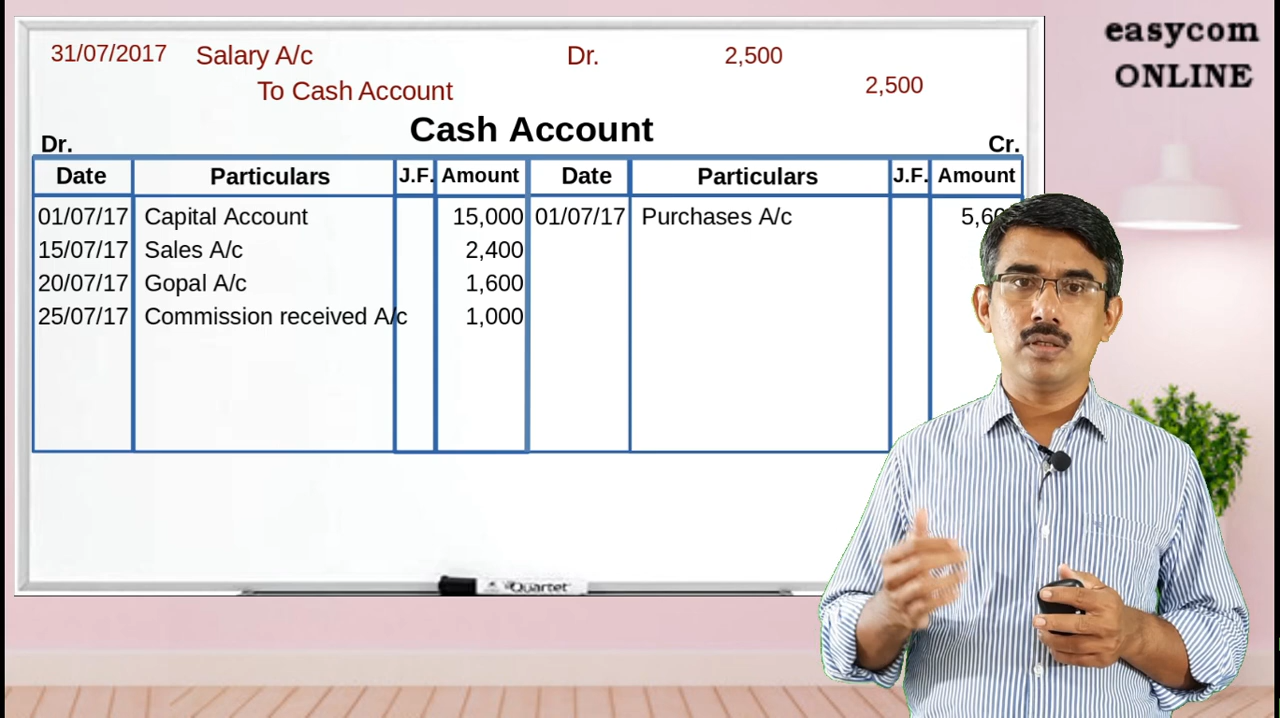 easycom
ONLINE
31/07/2017 Salary A/c Dr. 2,500
To Cash Account 2,500
Cash Account
Dr. Cr.
Date Particulars J.F. Amount Date Particulars J.F. Amount
01/07/17 Capital Account 15,000 01/07/17 Purchases A/c
15/07/17 Sales A/c 2,400
20/07/17 Gopal A/c 1,600
25/07/17 Commission received A/c 1,000
Quartet